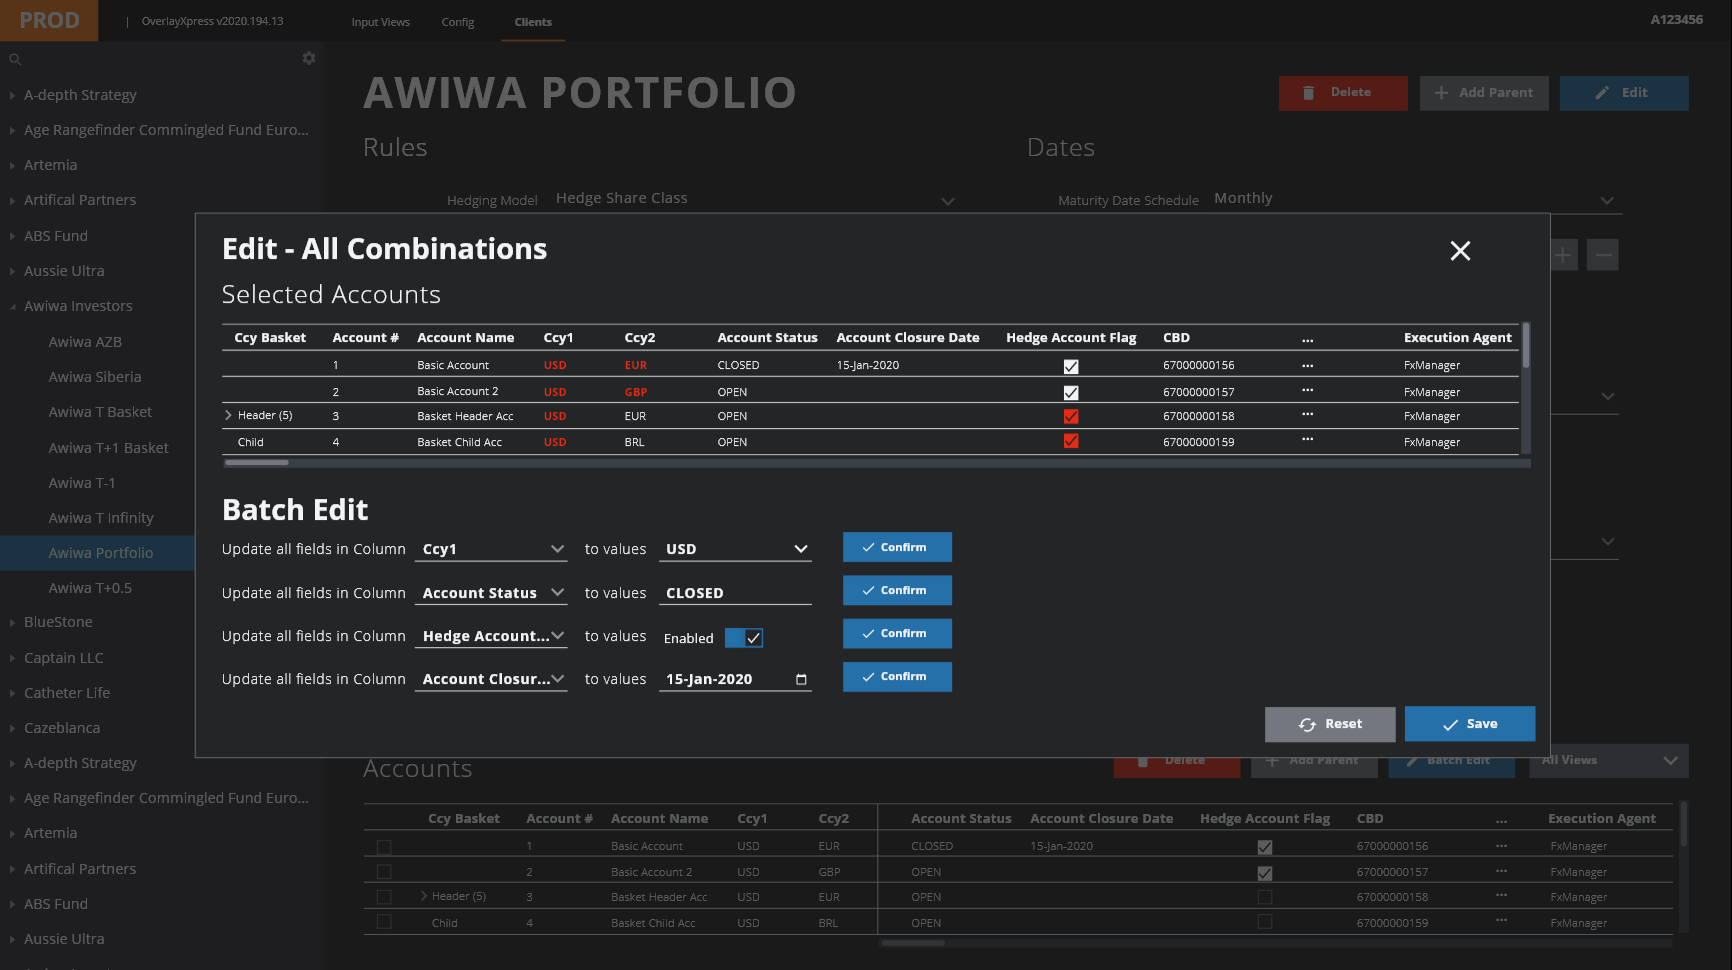 PROD | OverlayXpress v2020.194.13 Input Views Config Clients A123456
A-depth Strategy
Age Rangefinder Commingled Fund Euro...
Artemia
Artifical Partners
ABS Fund
Aussie Ultra
Awiwa Investors
Awiwa AZB
Awiwa Siberia
Awiwa T Basket
Awiwa T+1 Basket
Awiwa T-1
Awiwa T Infinity
Awiwa Portfolio
Awiwa T+0.5
BlueStone
Captain LLC
Catheter Life
Cazeblanca
A-depth Strategy
Age Rangefinder Commingled Fund Euro...
Artemia
Artifical Partners
ABS Fund
Aussie Ultra
AWIWA PORTFOLIO
Delete Add Parent Edit
Rules Dates
Hedging Model Hedge Share Class Maturity Date Schedule Monthly
Edit - All Combinations
Selected Accounts
Ccy Basket Account # Account Name Ccy1 Ccy2 Account Status Account Closure Date Hedge Account Flag CBD ... Execution Agent
1 Basic Account USD EUR CLOSED 15-Jan-2020 67000000156 ... FxManager
2 Basic Account 2 USD GBP OPEN 67000000157 ... FxManager
Header (5) 3 Basket Header Acc USD EUR OPEN 67000000158 ... FxManager
Child 4 Basket Child Acc USD BRL OPEN 67000000159 ... FxManager
Batch Edit
Update all fields in Column Ccy1 to values USD Confirm
Update all fields in Column Account Status to values CLOSED Confirm
Update all fields in Column Hedge Account... to values Enabled Confirm
Update all fields in Column Account Closur... to values 15-Jan-2020 Confirm
Reset Save
Accounts Delete Add Parent Batch Edit All Views
Ccy Basket Account # Account Name Ccy1 Ccy2 Account Status Account Closure Date Hedge Account Flag CBD ... Execution Agent
1 Basic Account USD EUR CLOSED 15-Jan-2020 67000000156 ... FxManager
2 Basic Account 2 USD GBP OPEN 67000000157 ... FxManager
Header (5) 3 Basket Header Acc USD EUR OPEN 67000000158 ... FxManager
Child 4 Basket Child Acc USD BRL OPEN 67000000159 ... FxManager